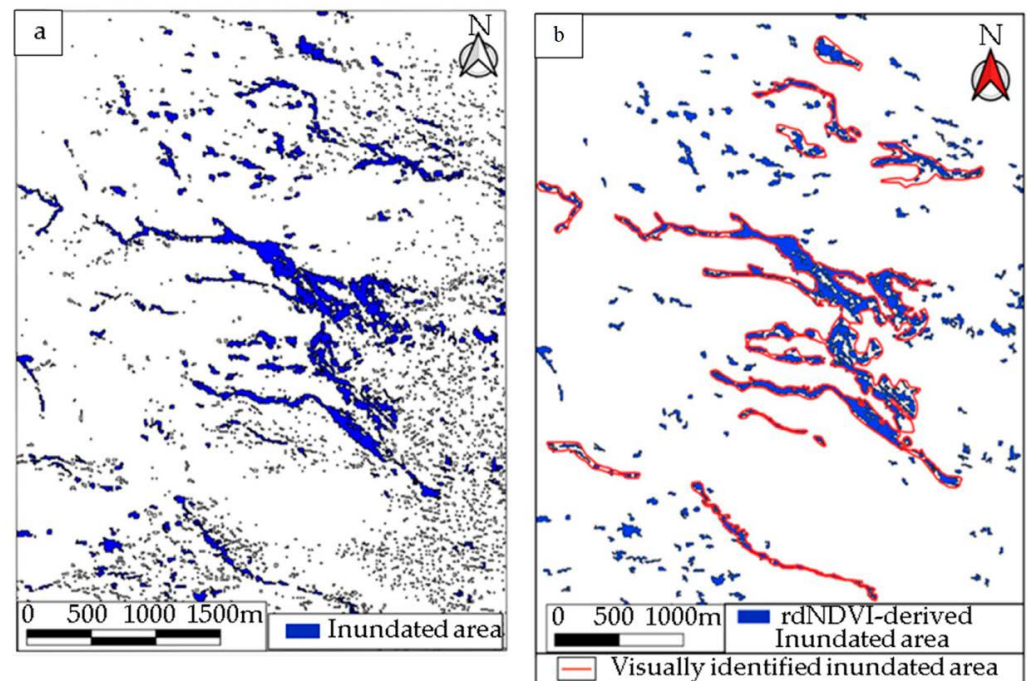 a
N
0 500 1000 1500m
Inundated area
b
N
0 500 1000m
rdNDVI-derived
Inundated area
Visually identified inundated area